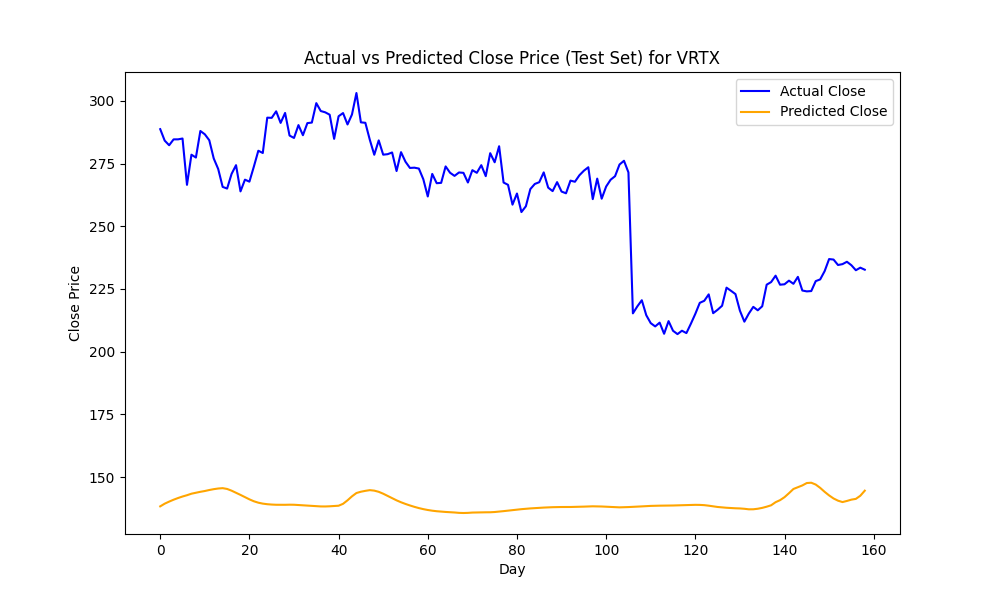 Actual vs Predicted Close Price (Test Set) for VRTX
Actual Close
Predicted Close
Close Price
300
275
250
225
200
175
150
0 20 40 60 80 100 120 140 160
Day